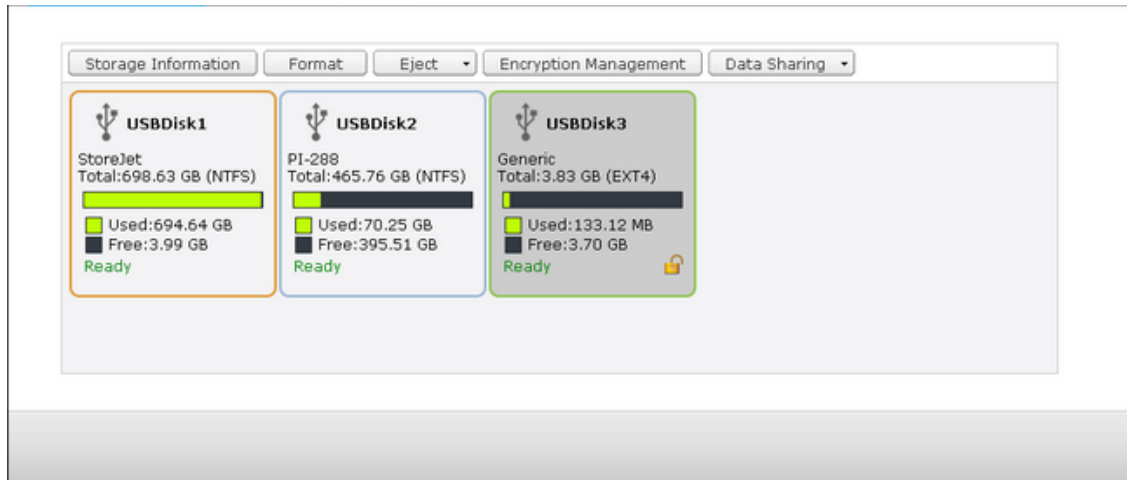 Storage Information Format Eject Encryption Management Data Sharing
USBDisk1
StoreJet
Total:698.63 GB (NTFS)
Used:694.64 GB
Free:3.99 GB
Ready
USBDisk2
PI-288
Total:465.76 GB (NTFS)
Used:70.25 GB
Free:395.51 GB
Ready
USBDisk3
Generic
Total:3.83 GB (EXT4)
Used:133.12 MB
Free:3.70 GB
Ready